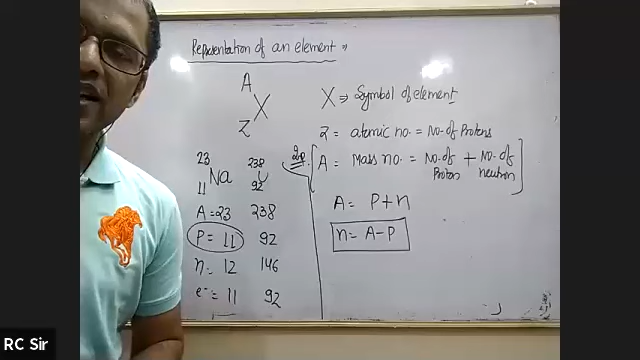 Representation of an element
A
X
Z
X ⇒ Symbol of element
Z = atomic no. = No. of Protons
A = Mass no. = No. of Proton + No. of neutron
A = P+n
n = A-P
23 Na 11
238 U 92
A = 23 238
P = 11 92
n = 12 146
e- = 11 92
RC Sir